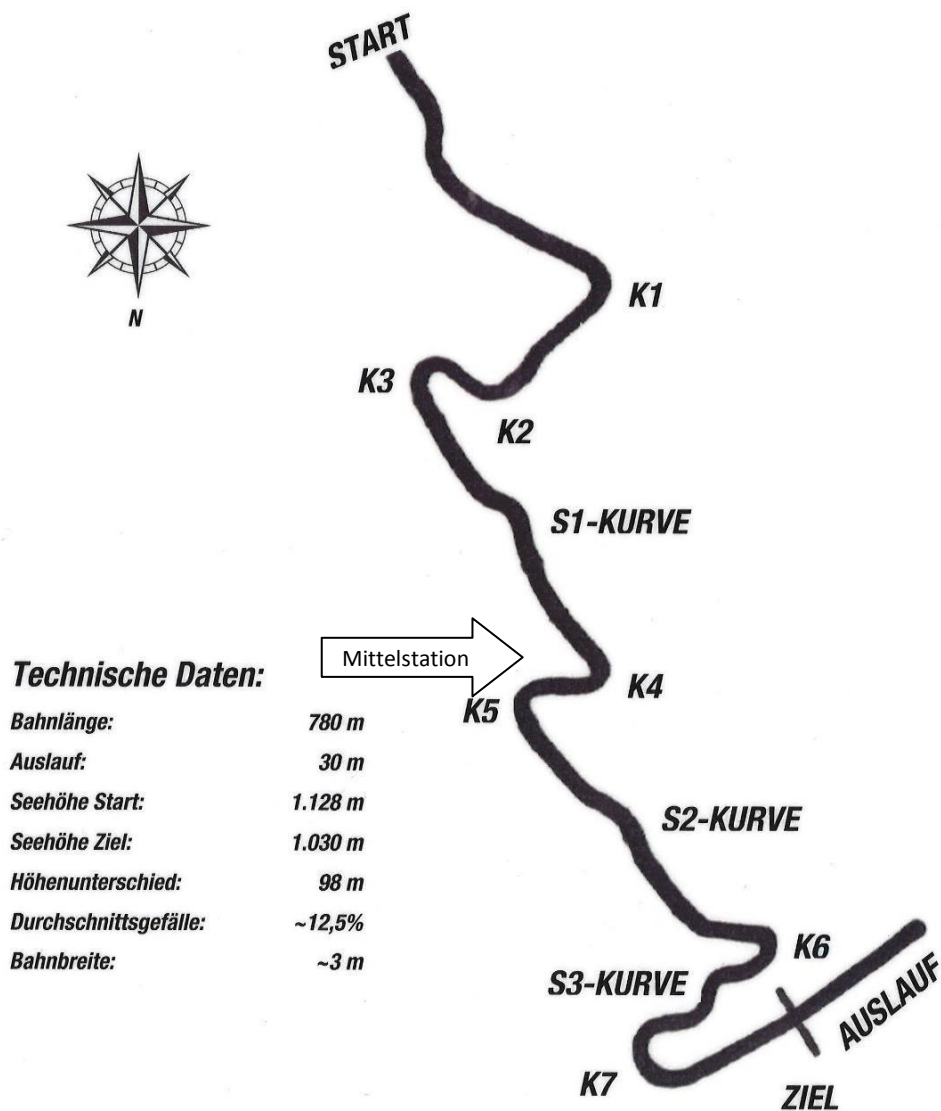 START
N
K1
K3
K2
S1-KURVE
Mittelstation
K4
K5
Technische Daten:
Bahnlänge: 780 m
Auslauf: 30 m
Seehöhe Start: 1.128 m
Seehöhe Ziel: 1.030 m
Höhenunterschied: 98 m
Durchschnittsgefälle: ~12,5%
Bahnbreite: ~3 m
S2-KURVE
K6
S3-KURVE
AUSLAUF
K7
ZIEL